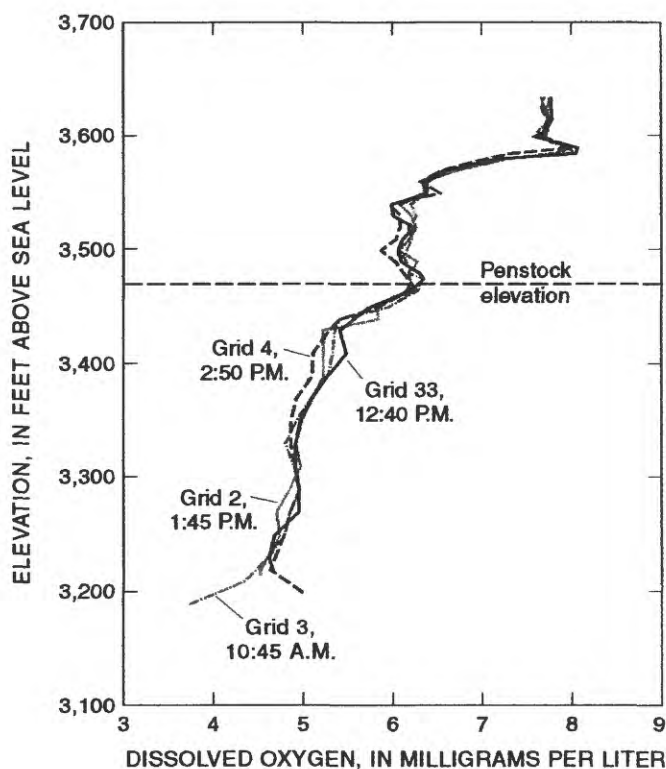 3,700
3,600
3,500
3,400
3,300
3,200
3,100
ELEVATION, IN FEET ABOVE SEA LEVEL
Penstock
elevation
Grid 4,
2:50 P.M.
Grid 33,
12:40 P.M.
Grid 2,
1:45 P.M.
Grid 3,
10:45 A.M.
3 4 5 6 7 8 9
DISSOLVED OXYGEN, IN MILLIGRAMS PER LITER